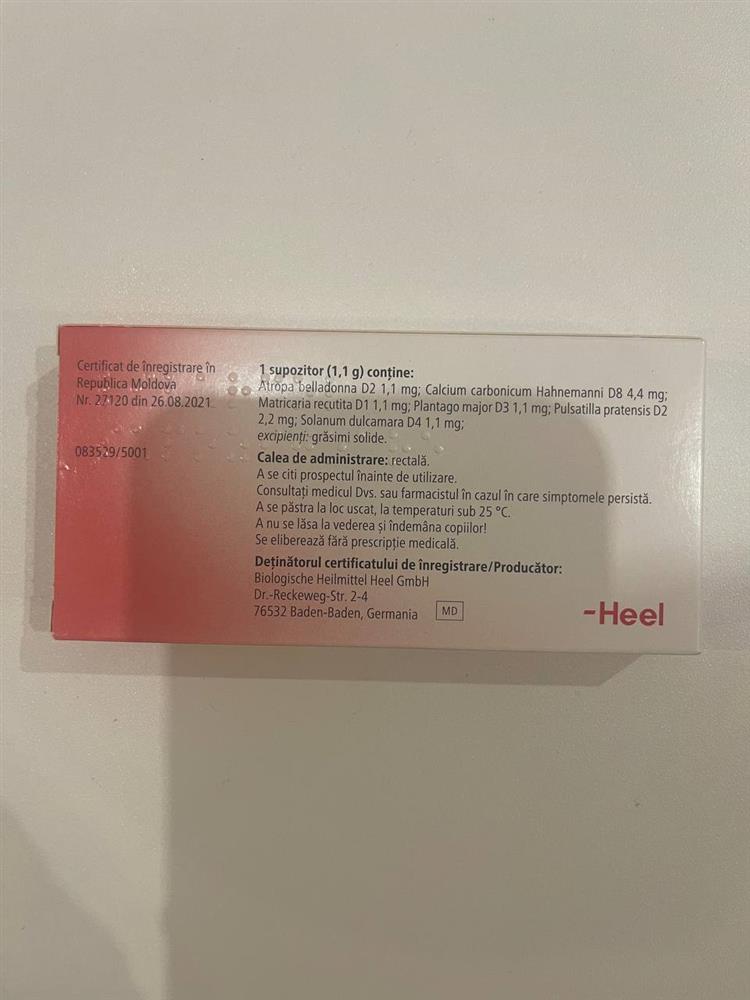 Certificat de înregistrare în
Republica Moldova
Nr. 27120 din 26.08.2021
083529/5001
1 supozitor (1,1 g) conține:
Atropa belladonna D2 1,1 mg; Calcium carbonicum Hahnemanni D8 4,4 mg;
Matricaria recutita D1 1,1 mg; Plantago major D3 1,1 mg; Pulsatilla pratensis D2
2,2 mg; Solanum dulcamara D4 1,1 mg;
excipienți: grăsimi solide.
Calea de administrare: rectală.
A se citi prospectul înainte de utilizare.
Consultați medicul Dvs. sau farmacistul în cazul în care simptomele persistă.
A se păstra la loc uscat, la temperaturi sub 25 °C.
A nu se lăsa la vederea și îndemâna copiilor!
Se eliberează fără prescripție medicală.
Deținătorul certificatului de înregistrare/Producător:
Biologische Heilmittel Heel GmbH
Dr.-Reckeweg-Str. 2-4
76532 Baden-Baden, Germania
MD
-Heel